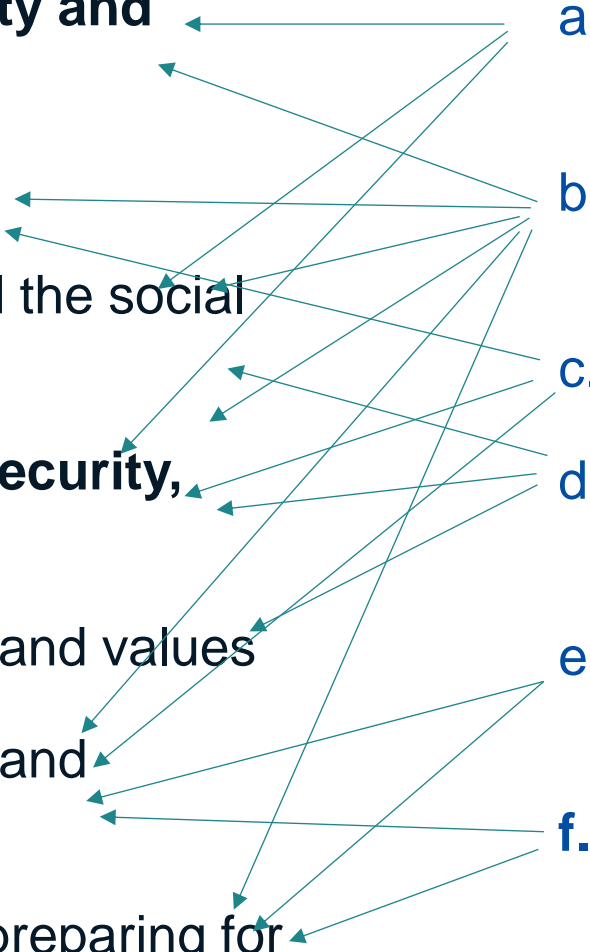 ty and
a
b
l the social
c.
ecurity,
d
and values
e
and
f.
preparing for